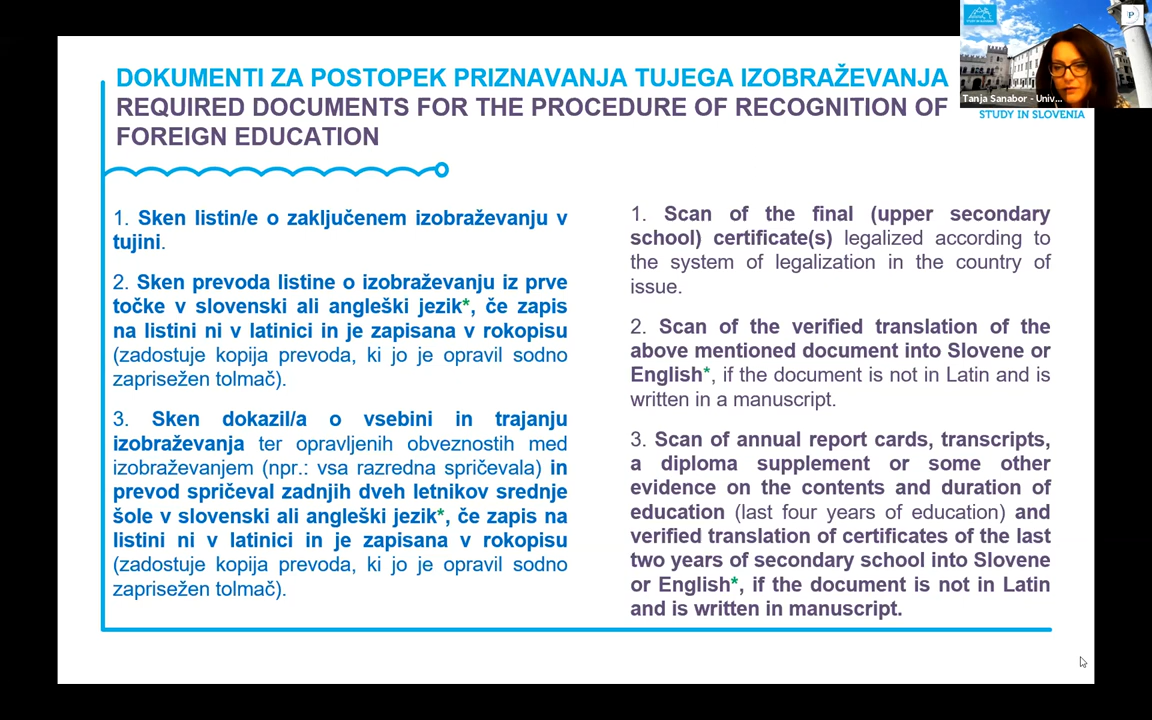 DOKUMENTI ZA POSTOPEK PRIZNAVANJA TUJEGA IZOBRAŽEVANJA
REQUIRED DOCUMENTS FOR THE PROCEDURE OF RECOGNITION OF
FOREIGN EDUCATION
1. Sken listin/e o zaključenem izobraževanju v
tujini.
2. Sken prevoda listine o izobraževanju iz prve
točke v slovenski ali angleški jezik*, če zapis
na listini ni v latinici in je zapisana v rokopisu
(zadostuje kopija prevoda, ki jo je opravil sodno
zaprisežen tolmač).
3. Sken dokazil/a o vsebini in trajanju
izobraževanja ter opravljenih obveznostih med
izobraževanjem (npr.: vsa razredna spričevala) in
prevod spričeval zadnjih dveh letnikov srednje
šole v slovenski ali angleški jezik*, če zapis na
listini ni v latinici in je zapisana v rokopisu
(zadostuje kopija prevoda, ki jo je opravil sodno
zaprisežen tolmač).
1. Scan of the final (upper secondary
school) certificate(s) legalized according to
the system of legalization in the country of
issue.
2. Scan of the verified translation of the
above mentioned document into Slovene or
English*, if the document is not in Latin and is
written in a manuscript.
3. Scan of annual report cards, transcripts,
a diploma supplement or some other
evidence on the contents and duration of
education (last four years of education) and
verified translation of certificates of the last
two years of secondary school into Slovene
or English*, if the document is not in Latin
and is written in manuscript.
Tanja Sanabor - Univ...
STUDY IN SLOVENIA